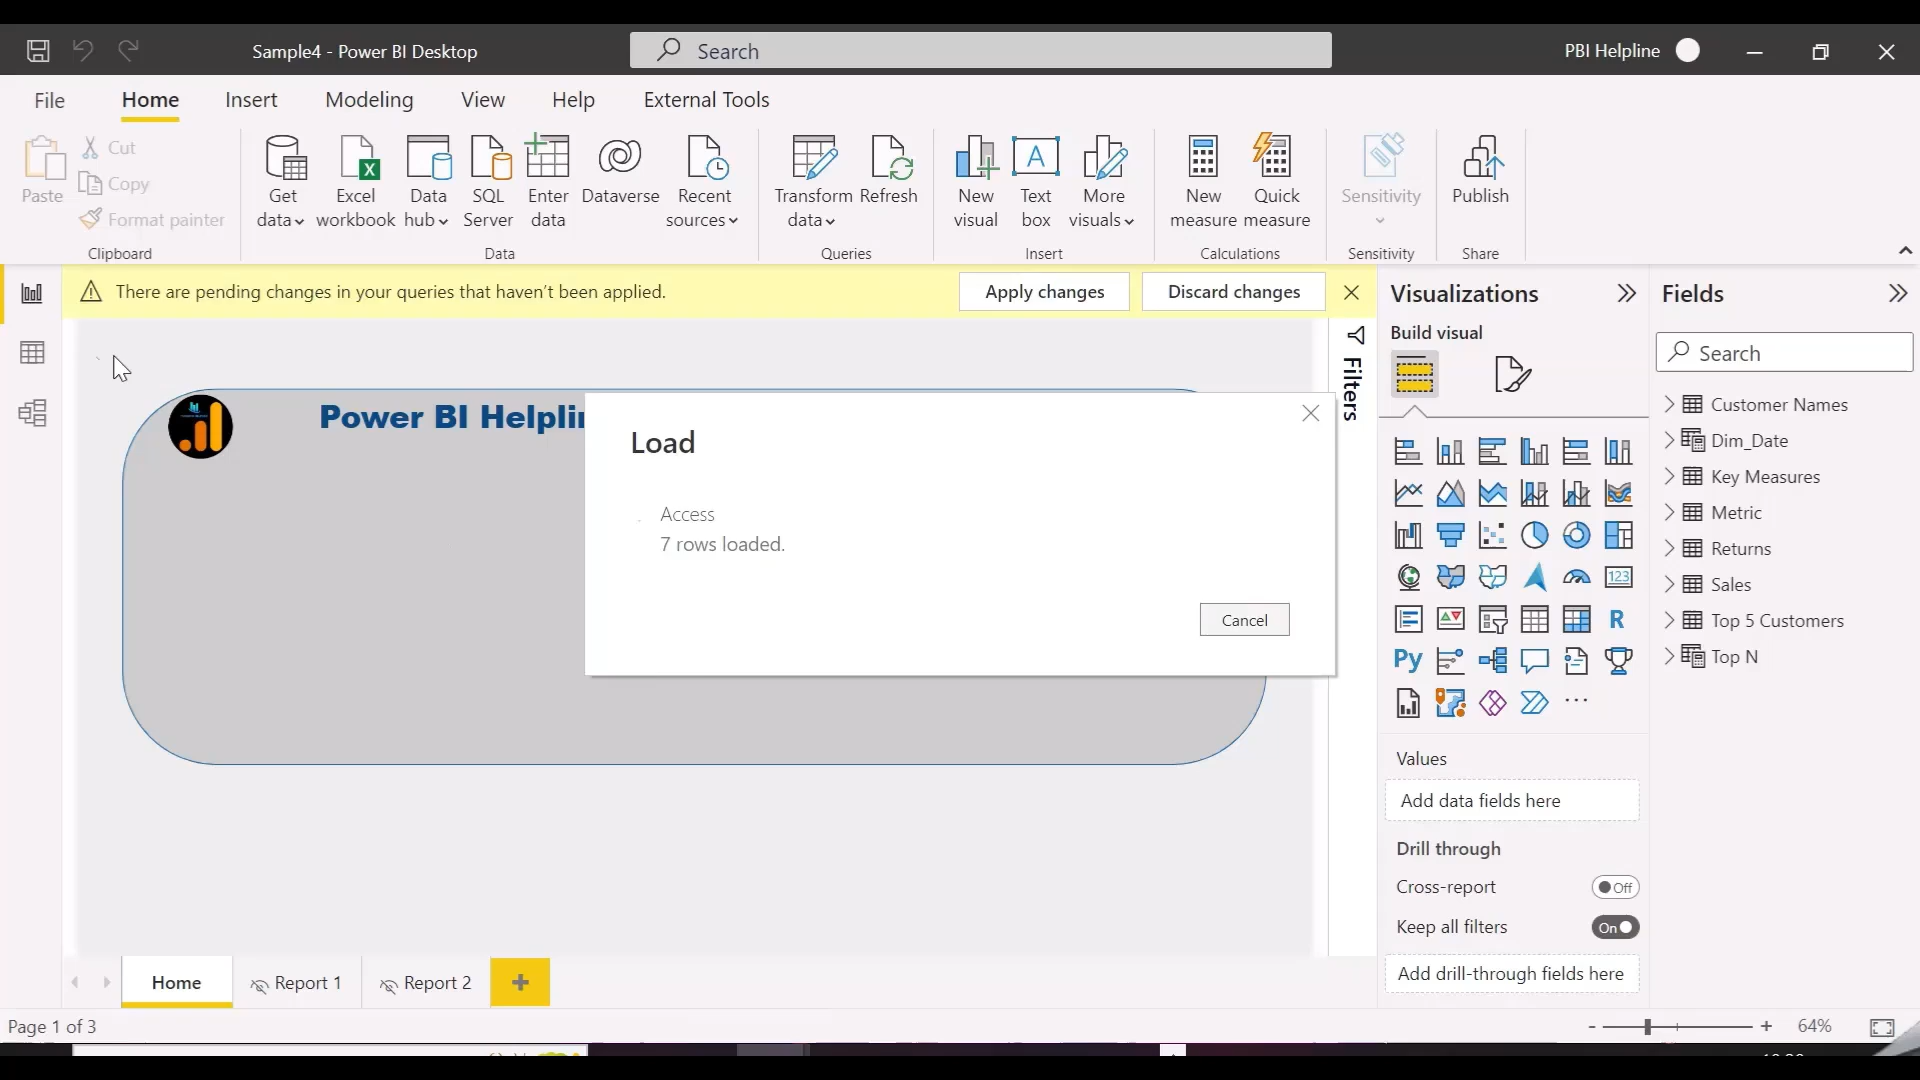 Sample4 - Power BI Desktop
Search
PBI Helpline
File
Home
Insert
Modeling
View
Help
External Tools
Paste
Cut
Copy
Format painter
Clipboard
Get
data
Excel
workbook
Data
hub
SQL
Server
Enter
data
Dataverse
Recent
sources
Data
Transform
data
Refresh
Queries
New
visual
Text
box
More
visuals
Insert
New
measure
Quick
measure
Calculations
Sensitivity
Sensitivity
Publish
Share
There are pending changes in your queries that haven't been applied.
Apply changes
Discard changes
Power BI Helplin
Load
Access
7 rows loaded.
Cancel
Filters
Visualizations
Build visual
123
R
Py
Values
Add data fields here
Drill through
Cross-report
Off
Keep all filters
On
Add drill-through fields here
Fields
Search
Customer Names
Dim_Date
Key Measures
Metric
Returns
Sales
Top 5 Customers
Top N
Home
Report 1
Report 2
Page 1 of 3
64%